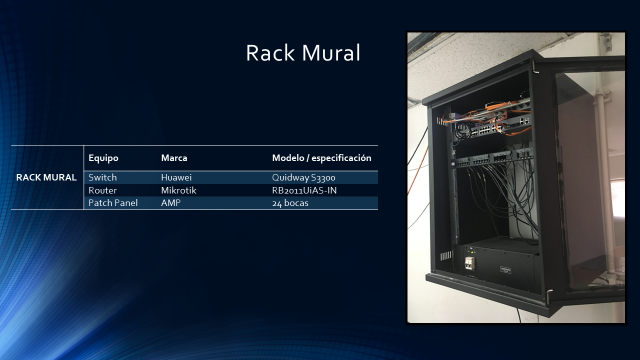 Rack Mural
Equipo Marca Modelo / especificación
RACK MURAL Switch Huawei Quidway S3300
Router Mikrotik RB2011UiAS-IN
Patch Panel AMP 24 bocas